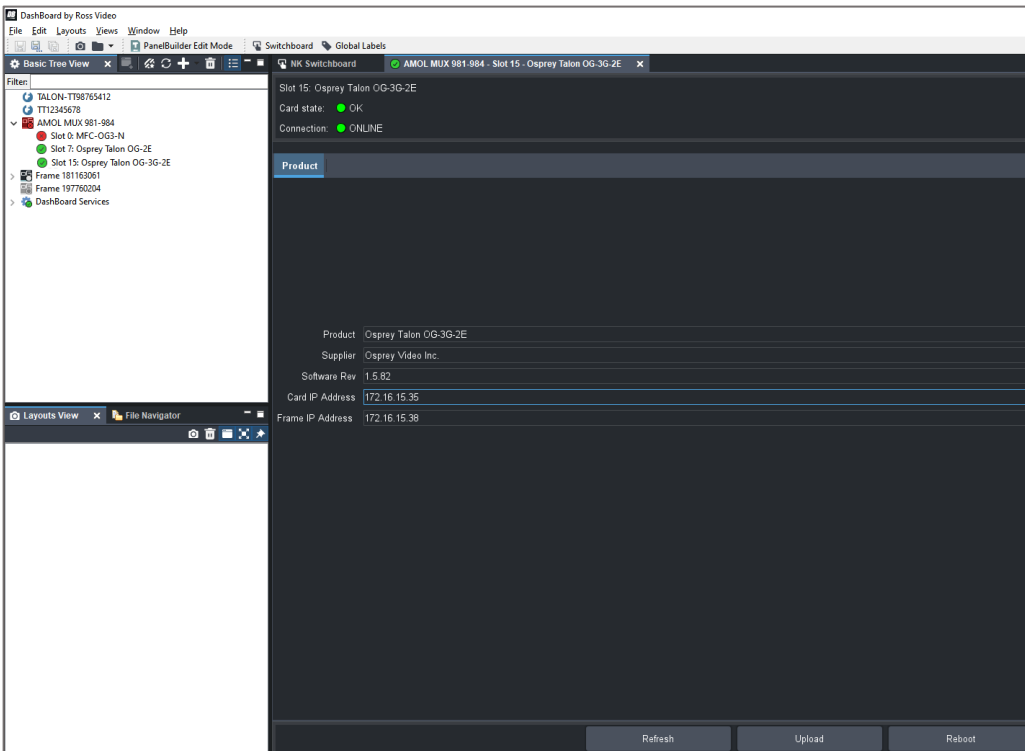 DashBoard by Ross Video
File Edit Layouts Views Window Help
PanelBuilder Edit Mode Switchboard Global Labels
Basic Tree View
Filter:
TALON-TT98765412
TT12345678
AMOL MUX 981-984
Slot 0: MFC-OG3-N
Slot 7: Osprey Talon OG-2E
Slot 15: Osprey Talon OG-3G-2E
Frame 181163061
Frame 197760204
DashBoard Services
Layouts View File Navigator
NK Switchboard AMOL MUX 981-984 - Slot 15 - Osprey Talon OG-3G-2E
Slot 15: Osprey Talon OG-3G-2E
Card state: OK
Connection: ONLINE
Product
Product Osprey Talon OG-3G-2E
Supplier Osprey Video Inc.
Software Rev 1.5.82
Card IP Address 172.16.15.35
Frame IP Address 172.16.15.38
Refresh Upload Reboot